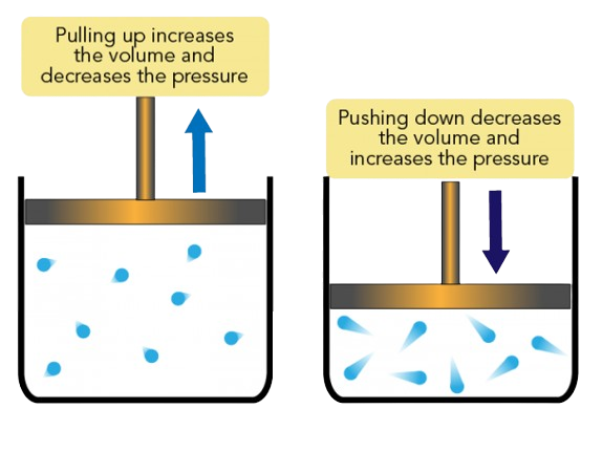 Pulling up increases
the volume and
decreases the pressure
Pushing down decreases
the volume and
increases the pressure